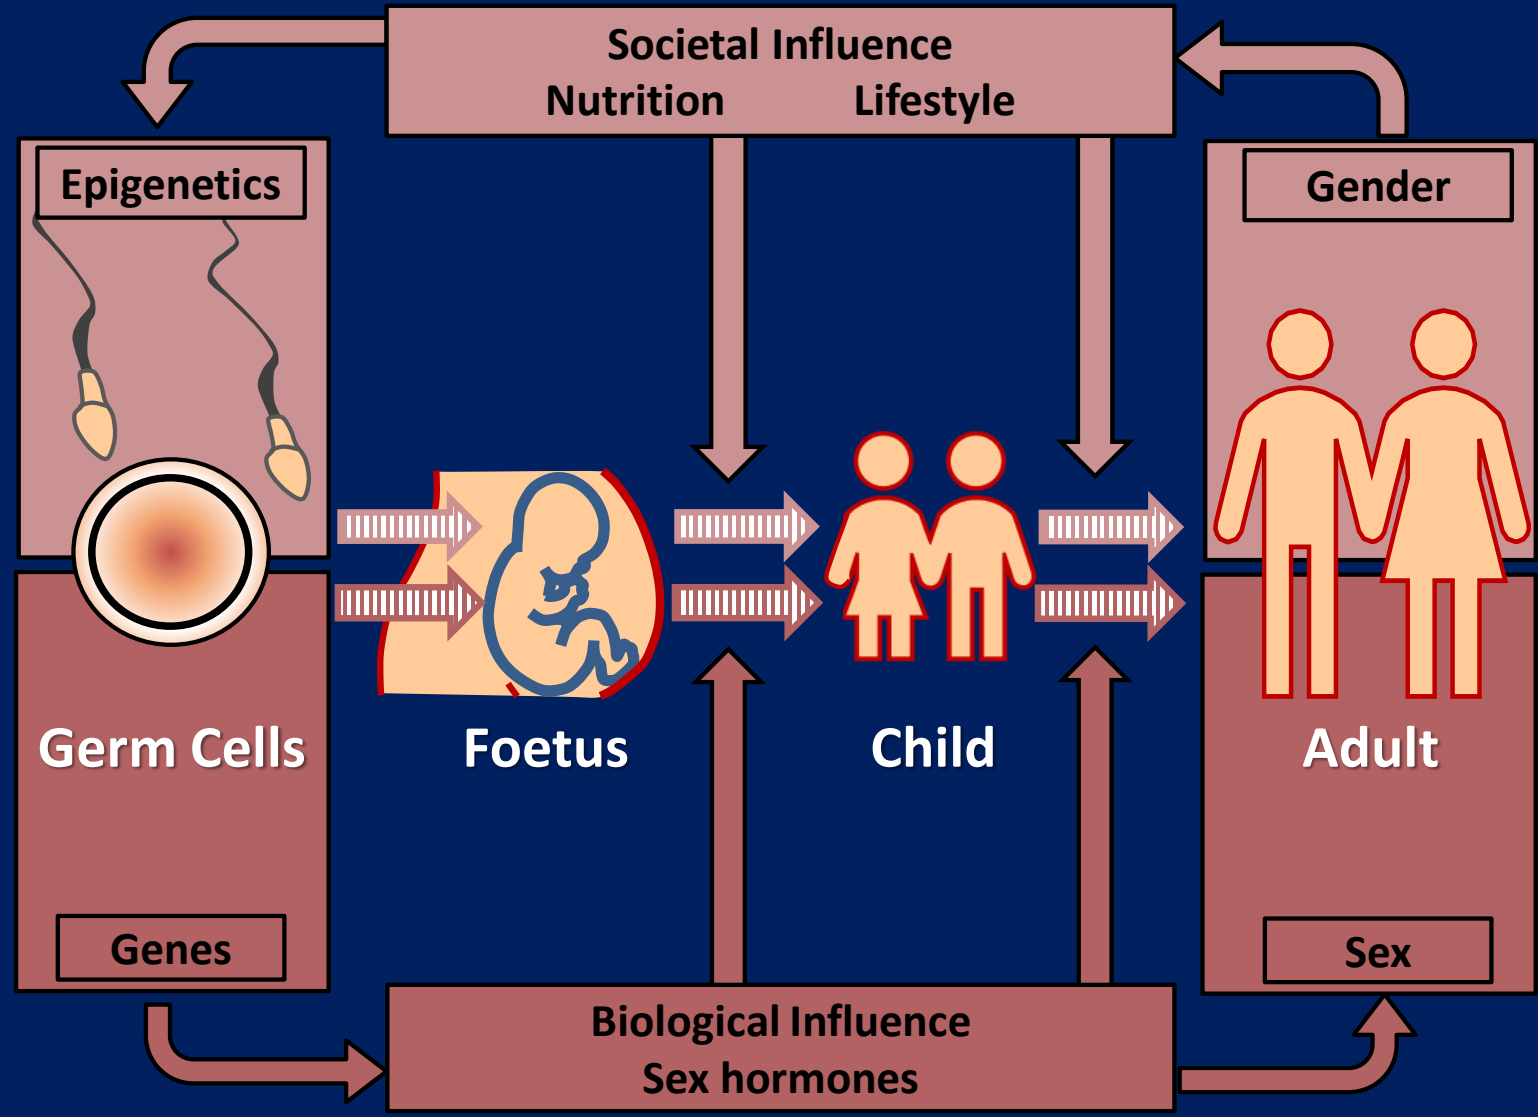 Societal Influence
Nutrition Lifestyle
Epigenetics
Gender
Germ Cells
Foetus
Child
Adult
Genes
Sex
Biological Influence
Sex hormones